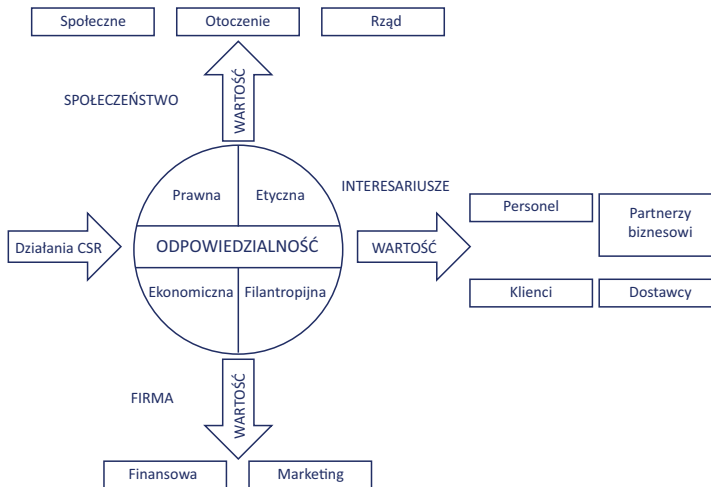 Społeczne
Otoczenie
Rząd
SPOŁECZEŃSTWO
WARTOŚĆ
Prawna
Etyczna
INTERESARIUSZE
Personel
Partnerzy
biznesowi
Działania CSR
ODPOWIEDZIALNOŚĆ
WARTOŚĆ
Ekonomiczna
Filantropijna
Klienci
Dostawcy
FIRMA
WARTOŚĆ
Finansowa
Marketing